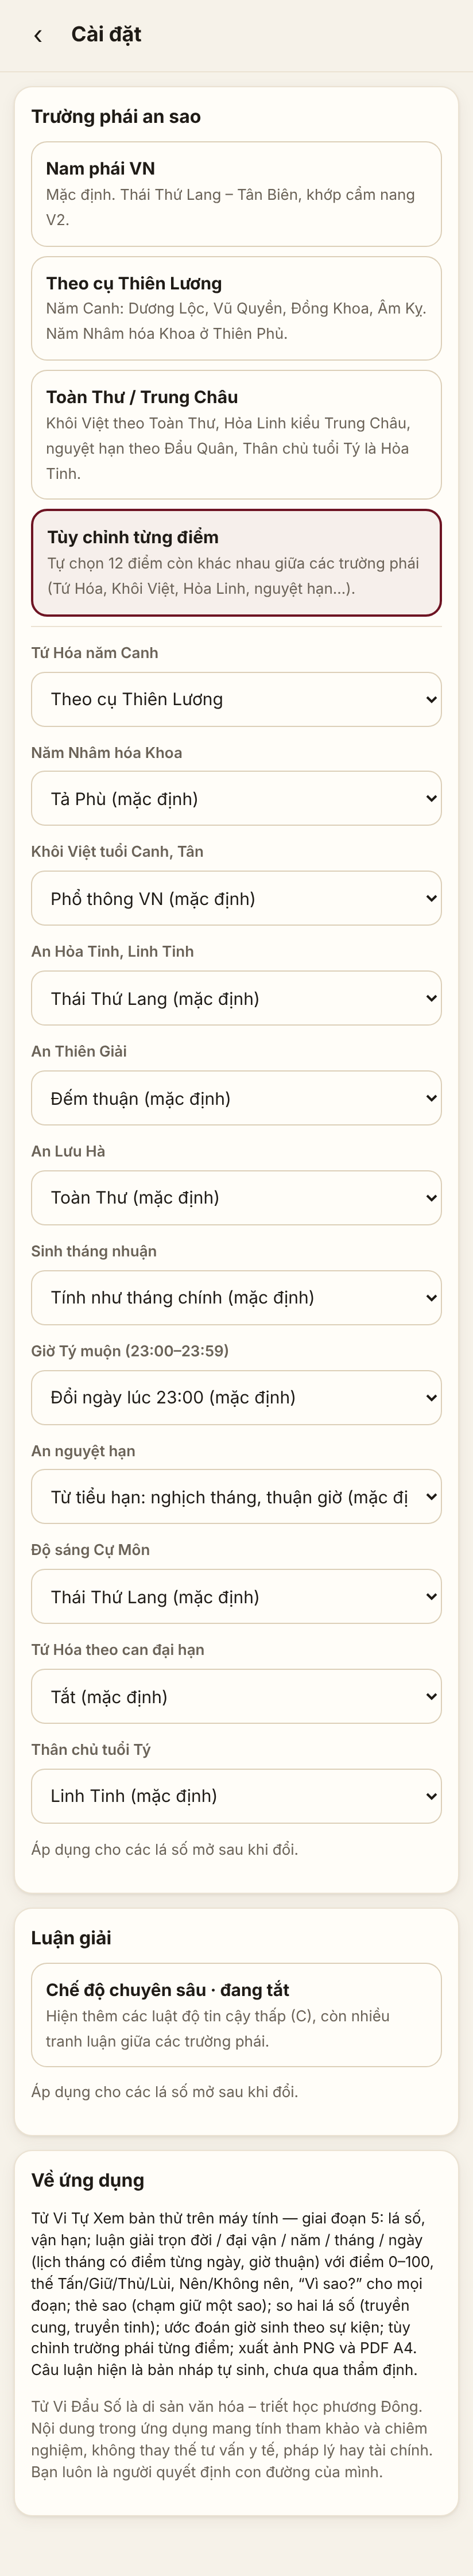 ‹ Cài đặt
Trường phái an sao
Nam phái VN
Mặc định. Thái Thứ Lang – Tân Biên, khớp cẩm nang
V2.
Theo cụ Thiên Lương
Năm Canh: Dương Lộc, Vũ Quyền, Đồng Khoa, Âm Kỵ.
Năm Nhâm hóa Khoa ở Thiên Phủ.
Toàn Thư / Trung Châu
Khôi Việt theo Toàn Thư, Hỏa Linh kiểu Trung Châu,
nguyệt hạn theo Đẩu Quân, Thân chủ tuổi Tý là Hỏa
Tinh.
Tùy chỉnh từng điểm
Tự chọn 12 điểm còn khác nhau giữa các trường phái
(Tứ Hóa, Khôi Việt, Hỏa Linh, nguyệt hạn…).
Tứ Hóa năm Canh
Theo cụ Thiên Lương
Năm Nhâm hóa Khoa
Tả Phù (mặc định)
Khôi Việt tuổi Canh, Tân
Phổ thông VN (mặc định)
An Hỏa Tinh, Linh Tinh
Thái Thứ Lang (mặc định)
An Thiên Giải
Đếm thuận (mặc định)
An Lưu Hà
Toàn Thư (mặc định)
Sinh tháng nhuận
Tính như tháng chính (mặc định)
Giờ Tý muộn (23:00–23:59)
Đổi ngày lúc 23:00 (mặc định)
An nguyệt hạn
Từ tiểu hạn: nghịch tháng, thuận giờ (mặc đị
Độ sáng Cự Môn
Thái Thứ Lang (mặc định)
Tứ Hóa theo can đại hạn
Tắt (mặc định)
Thân chủ tuổi Tý
Linh Tinh (mặc định)
Áp dụng cho các lá số mở sau khi đổi.
Luận giải
Chế độ chuyên sâu · đang tắt
Hiện thêm các luật độ tin cậy thấp (C), còn nhiều
tranh luận giữa các trường phái.
Áp dụng cho các lá số mở sau khi đổi.
Về ứng dụng
Tử Vi Tự Xem bản thử trên máy tính — giai đoạn 5: lá số,
vận hạn; luận giải trọn đời / đại vận / năm / tháng / ngày
(lịch tháng có điểm từng ngày, giờ thuận) với điểm 0–100,
thế Tấn/Giữ/Thủ/Lùi, Nên/Không nên, “Vì sao?” cho mọi
đoạn; thẻ sao (chạm giữ một sao); so hai lá số (truyền
cung, truyền tinh); ước đoán giờ sinh theo sự kiện; tùy
chỉnh trường phái từng điểm; xuất ảnh PNG và PDF A4.
Câu luận hiện là bản nháp tự sinh, chưa qua thẩm định.
Tử Vi Đẩu Số là di sản văn hóa – triết học phương Đông.
Nội dung trong ứng dụng mang tính tham khảo và chiêm
nghiệm, không thay thế tư vấn y tế, pháp lý hay tài chính.
Bạn luôn là người quyết định con đường của mình.